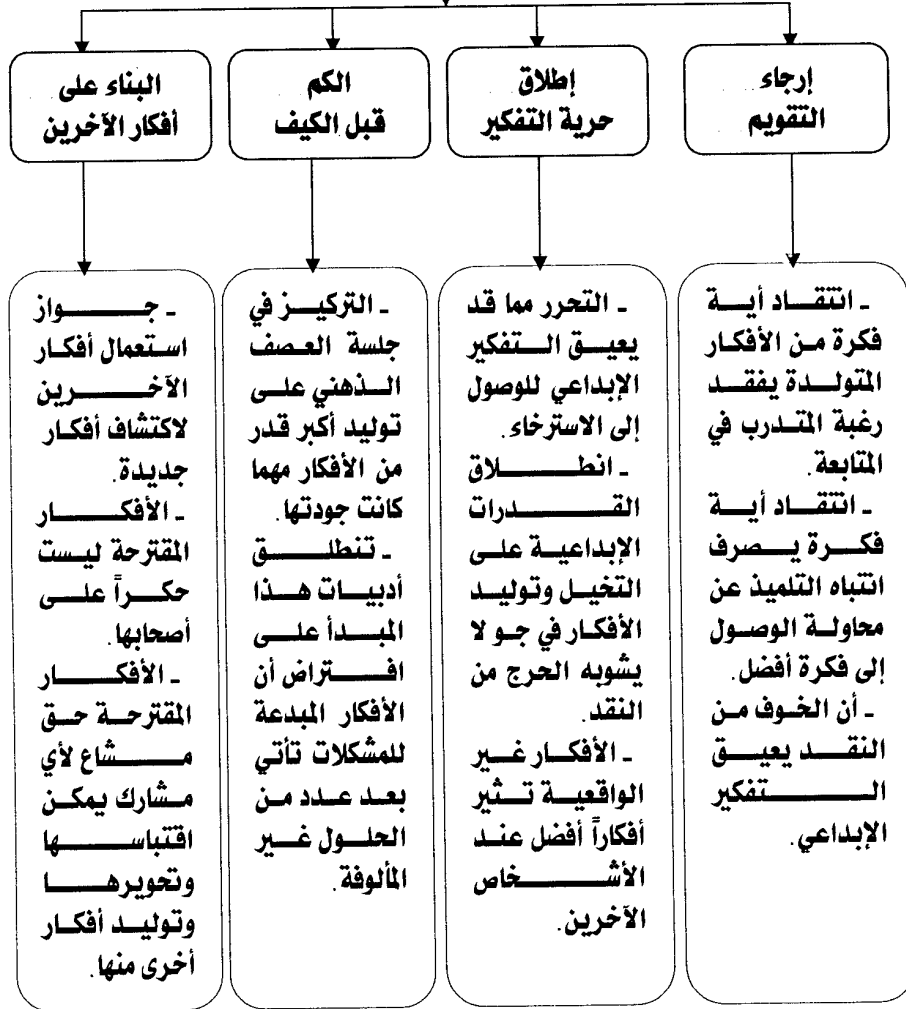 إرجاء
التقويم
إطلاق
حرية التفكير
الكم
قبل الكيف
البناء على
أفكار الآخرين
ـ انتقاد أية
فكرة من الأفكار
المتولدة يفقد
رغبة المتدرب في
المتابعة.
ـ انتقاد أية
فكرة يصرف
انتباه التلميذ عن
محاولة الوصول
إلى فكرة أفضل.
ـ أن الخوف من
النقد يعيق
التفكير
الإبداعي.
ـ التحرر مما قد
يعيق التفكير
الإبداعي للوصول
إلى الاسترخاء.
ـ انطلاق
القدرات
الإبداعية على
التخيل وتوليد
الأفكار في جو لا
يشوبه الحرج من
النقد.
ـ الأفكار غير
الواقعية تثير
أفكاراً أفضل عند
الأشخاص
الآخرين.
ـ التركيز في
جلسة العصف
الذهني على
توليد أكبر قدر
من الأفكار مهما
كانت جودتها.
ـ تنطلق
أدبيات هذا
المبدأ على
افتراض أن
الأفكار المبدعة
للمشكلات تأتي
بعد عدد من
الحلول غير
المألوفة.
ـ جواز
استعمال أفكار
الآخرين
لاكتشاف أفكار
جديدة.
ـ الأفكار
المقترحة ليست
حكراً على
أصحابها.
ـ الأفكار
المقترحة حق
مشاع لأي
مشارك يمكن
اقتباسها
وتحويرها
وتوليد أفكار
أخرى منها.